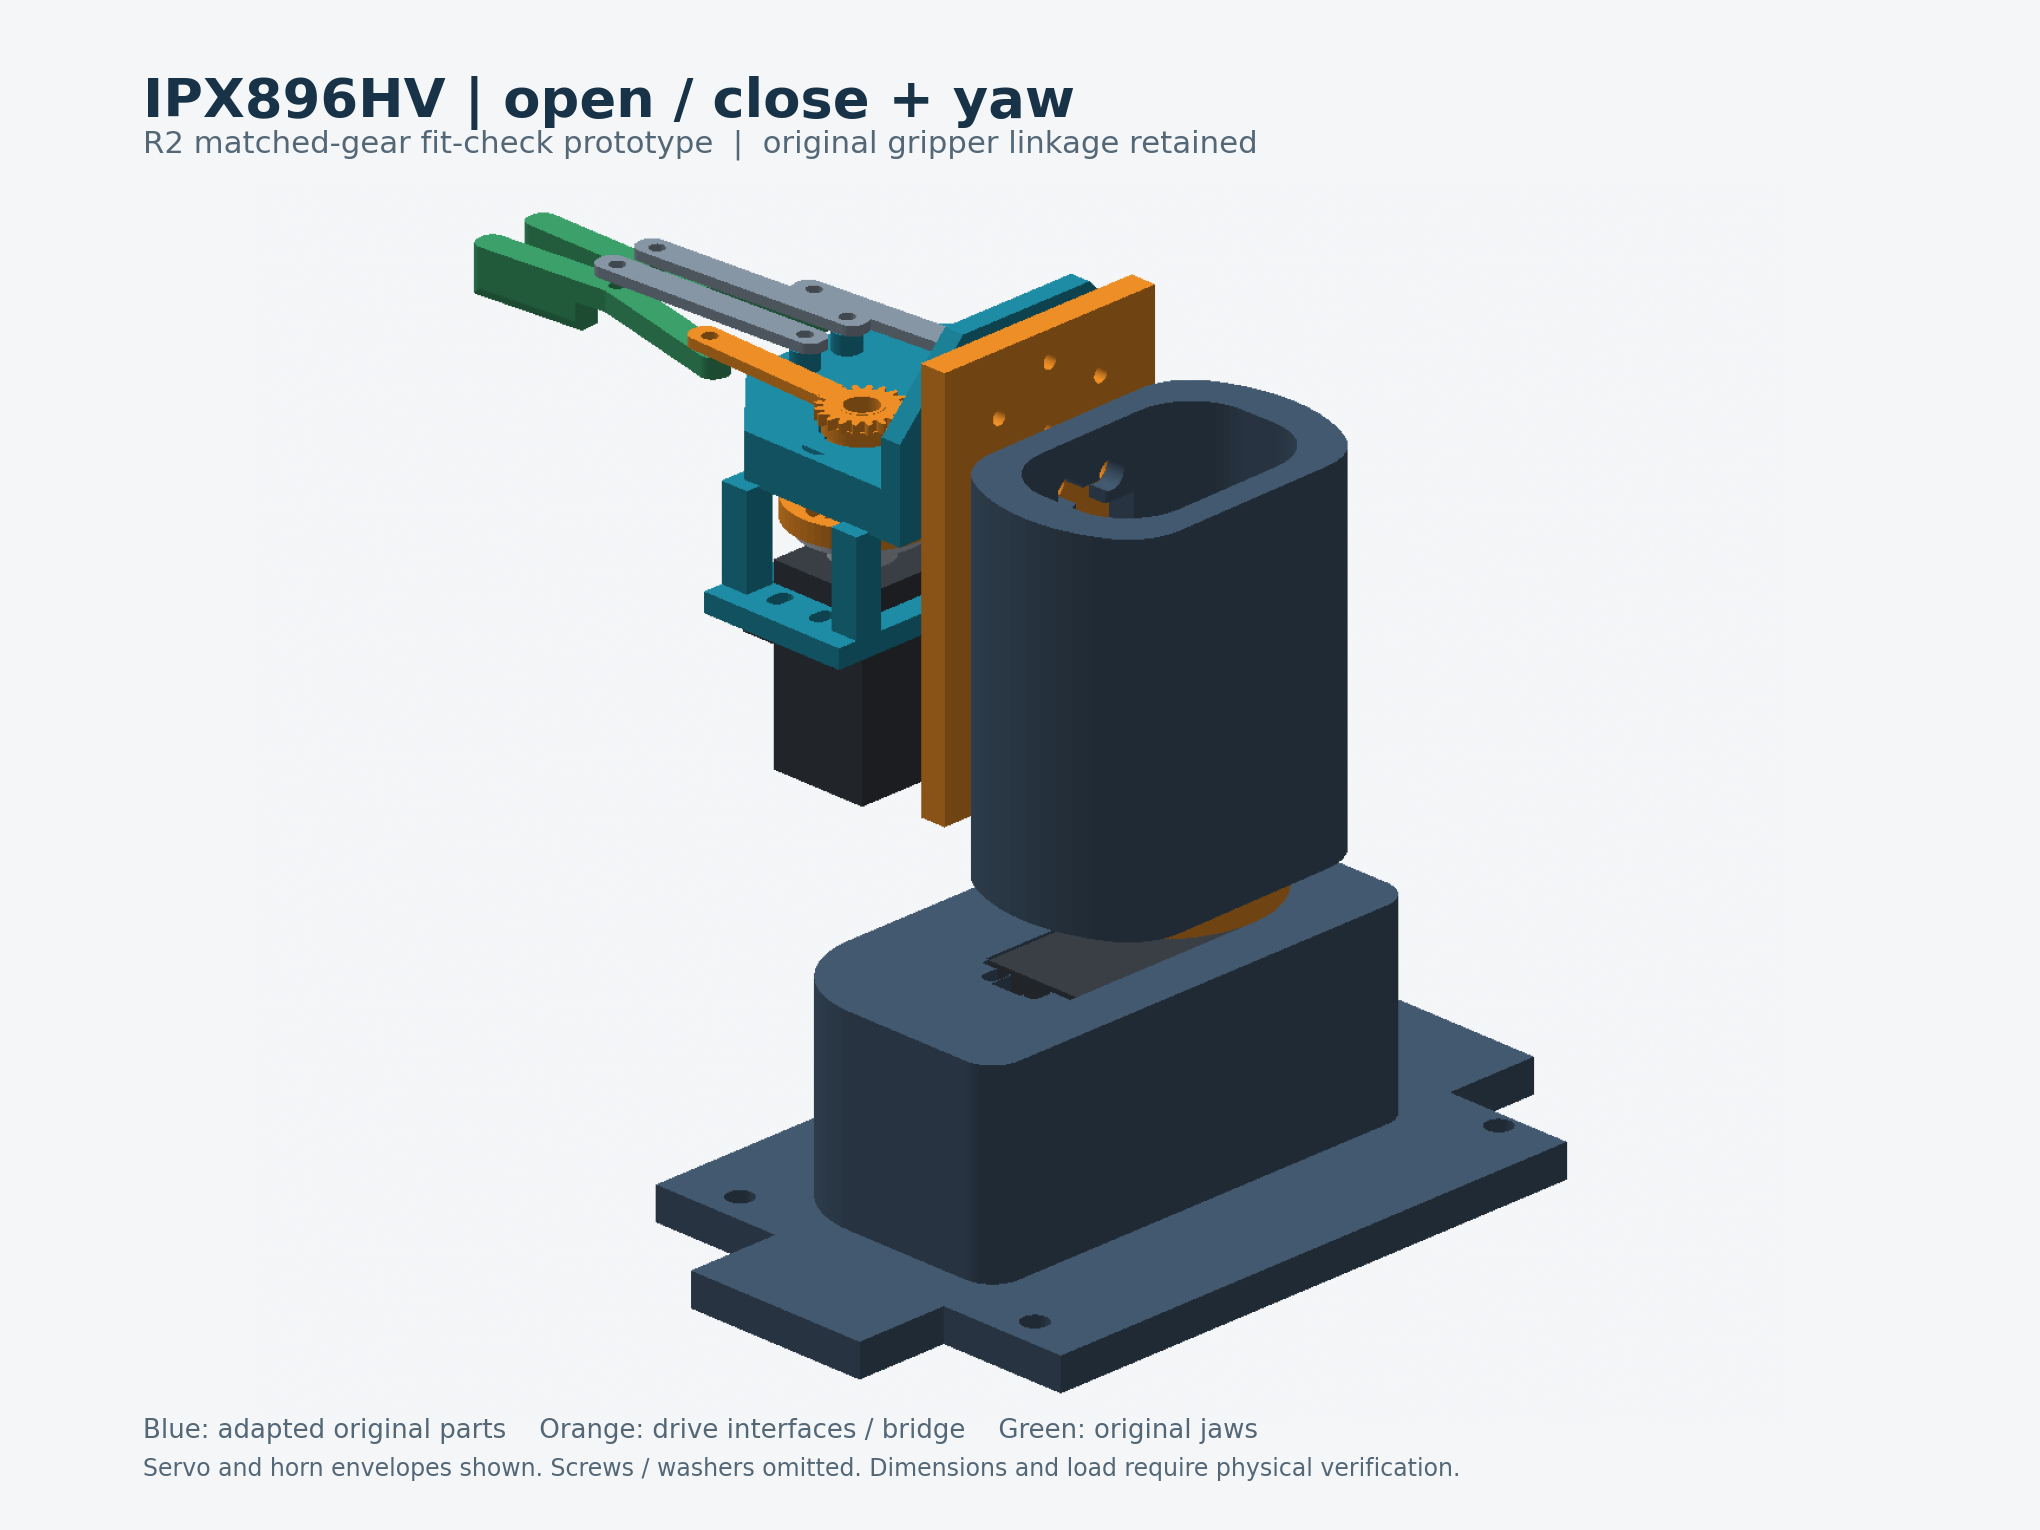 IPX896HV | open / close + yaw
R2 matched-gear fit-check prototype | original gripper linkage retained
Blue: adapted original parts Orange: drive interfaces / bridge Green: original jaws
Servo and horn envelopes shown. Screws / washers omitted. Dimensions and load require physical verification.